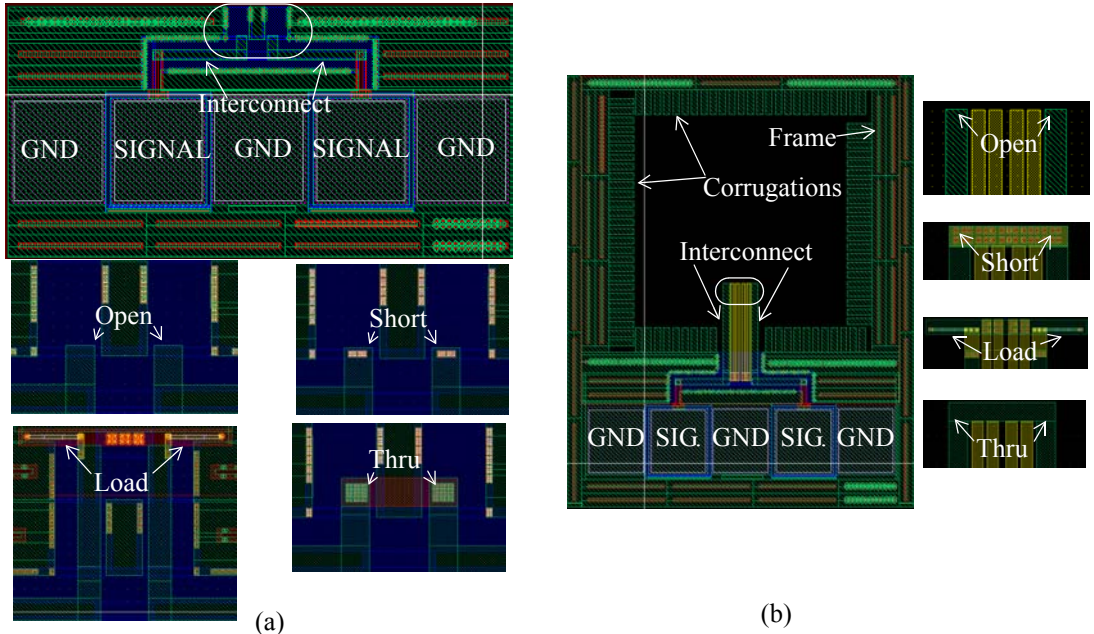 Interconnect
GND SIGNAL GND SIGNAL GND
Open
Short
Load
Thru
(a)
Frame
Corrugations
Interconnect
GND SIG. GND SIG. GND
Open
Short
Load
Thru
(b)